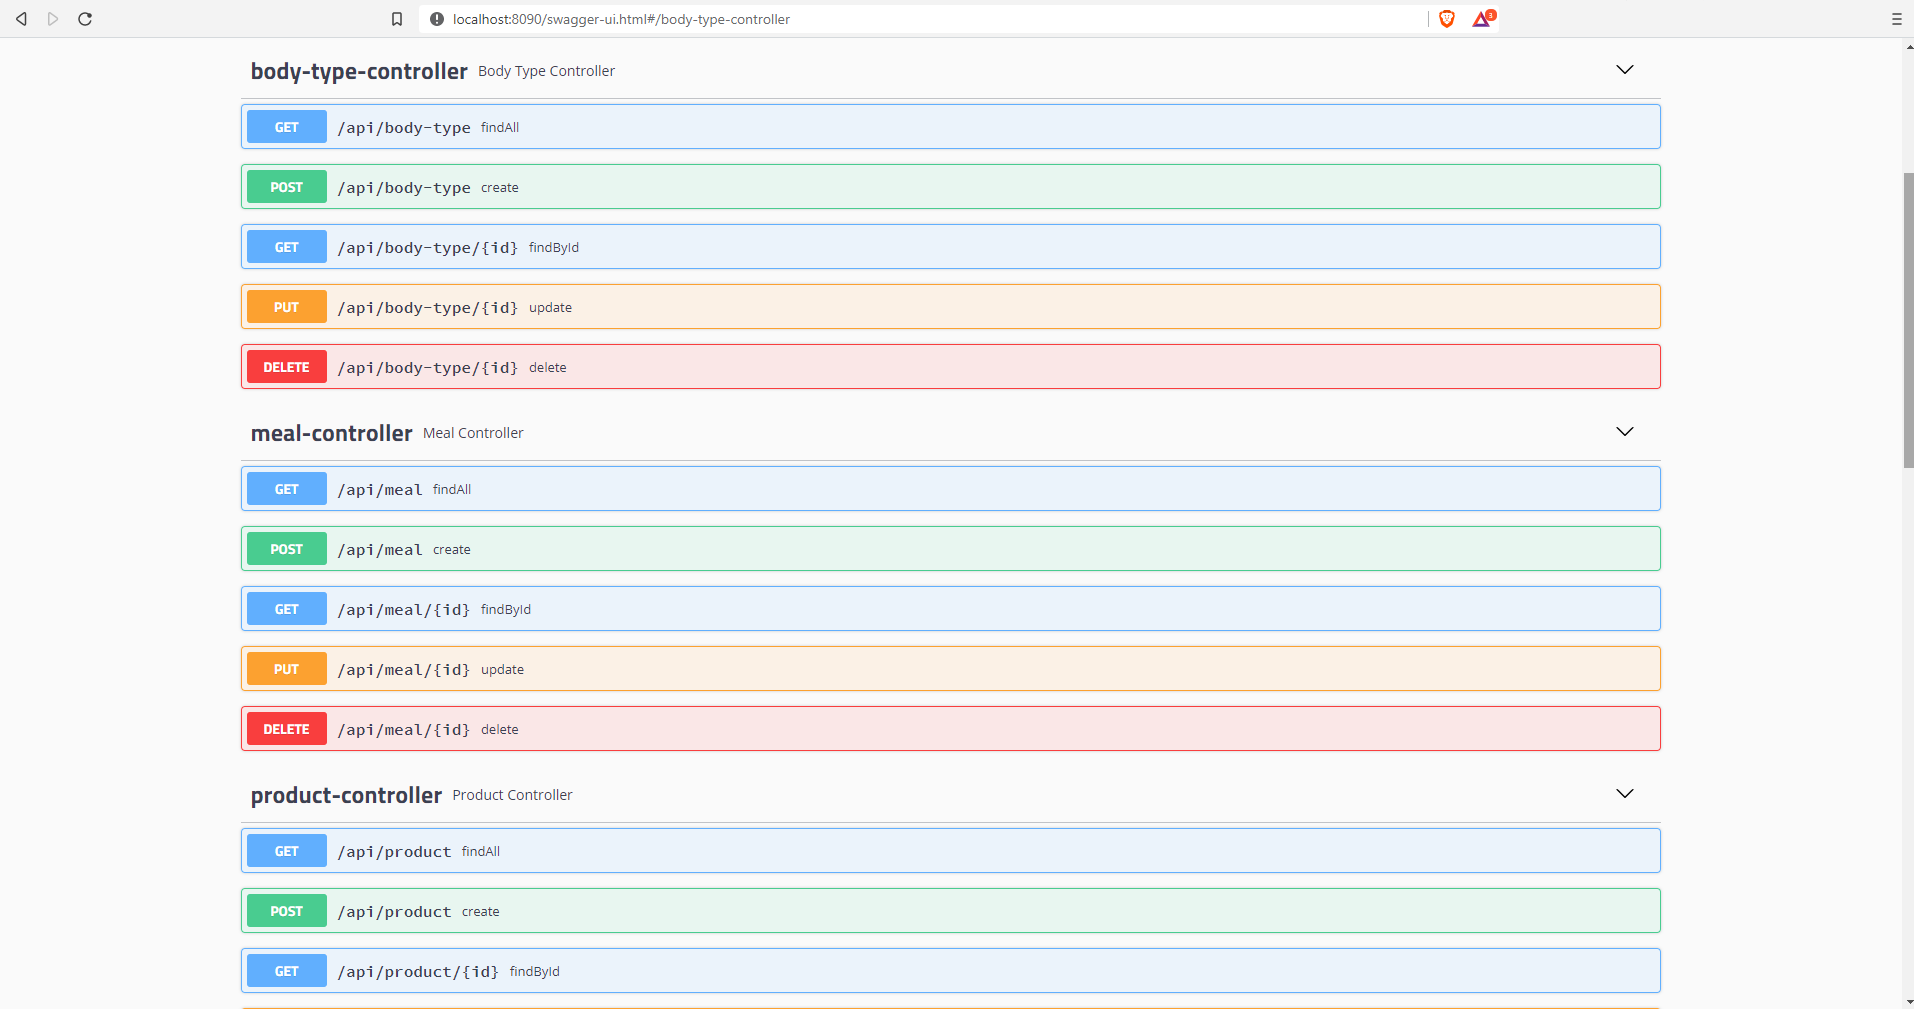 localhost:8090/swagger-ui.html#/body-type-controller
3
body-type-controller Body Type Controller
GET /api/body-type findAll
POST /api/body-type create
GET /api/body-type/{id} findById
PUT /api/body-type/{id} update
DELETE /api/body-type/{id} delete
meal-controller Meal Controller
GET /api/meal findAll
POST /api/meal create
GET /api/meal/{id} findById
PUT /api/meal/{id} update
DELETE /api/meal/{id} delete
product-controller Product Controller
GET /api/product findAll
POST /api/product create
GET /api/product/{id} findById